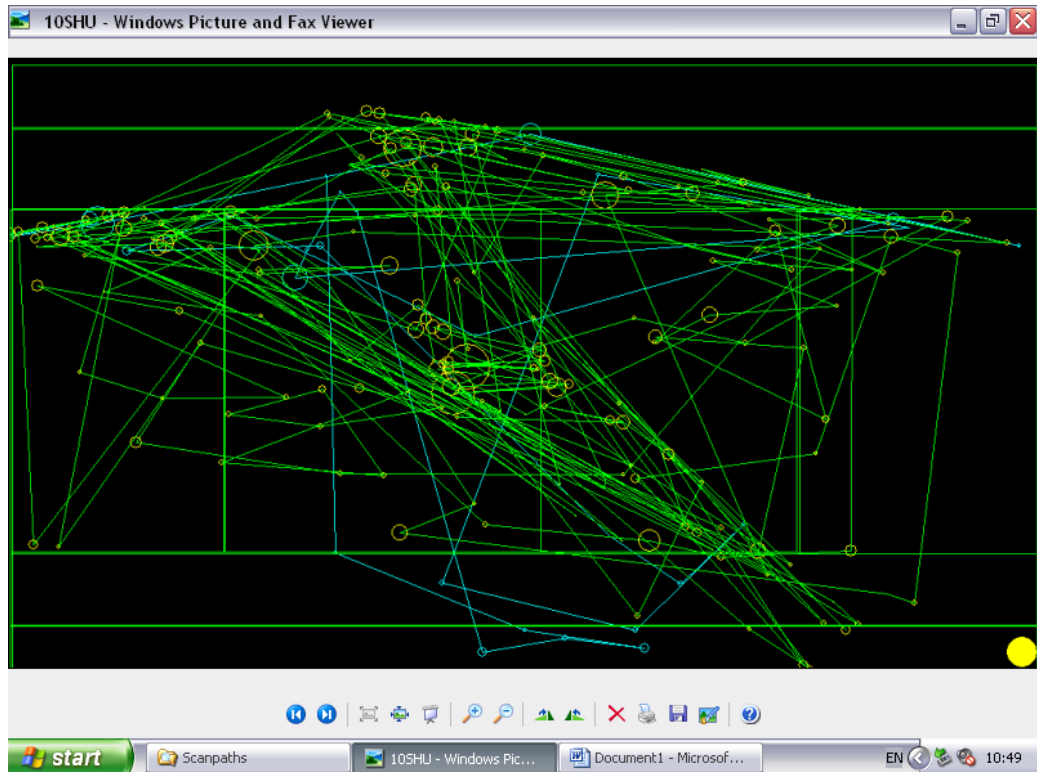 10SHU - Windows Picture and Fax Viewer
start
Scanpaths
10SHU - Windows Pic...
Document1 - Microsof...
EN
10:49